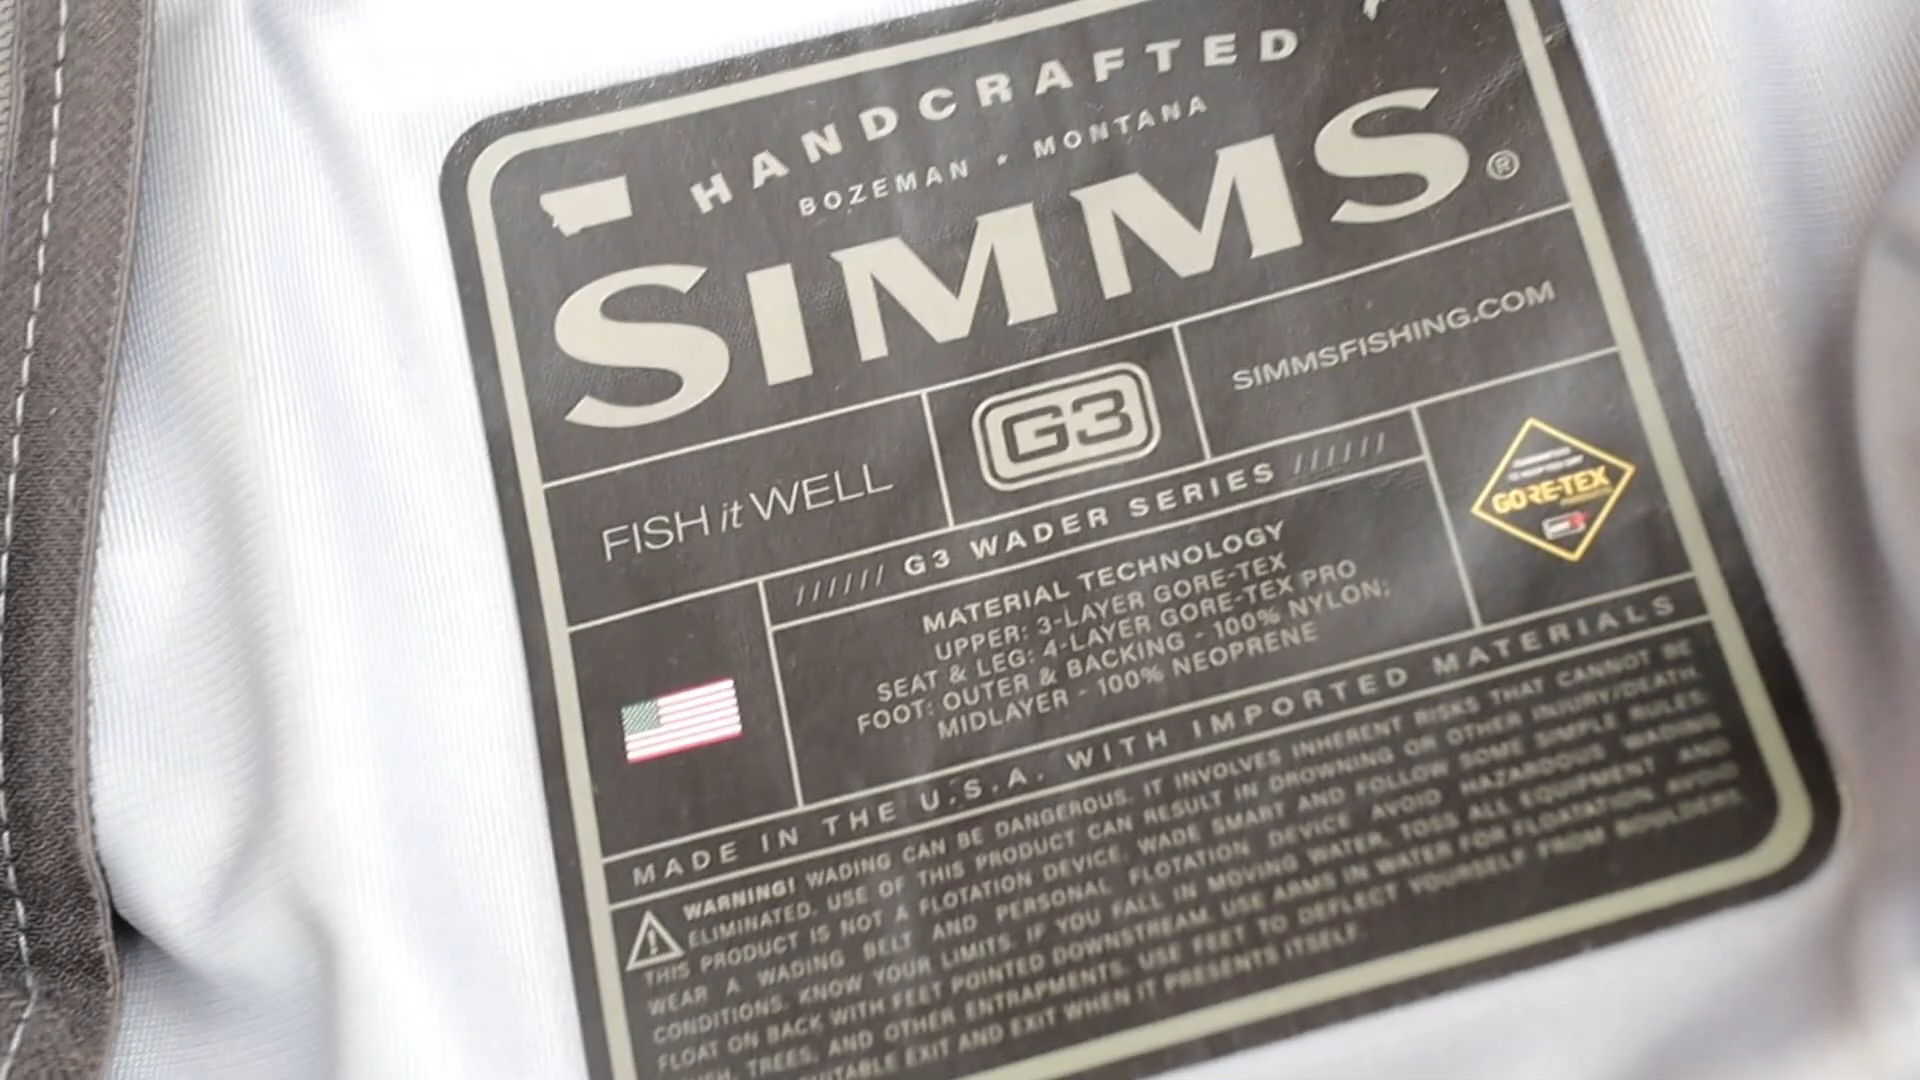 HANDCRAFTED
BOZEMAN • MONTANA
SIMMS®
FISH it WELL
G3
SIMMSFISHING.COM
////// G3 WADER SERIES //////
MATERIAL TECHNOLOGY
UPPER: 3-LAYER GORE-TEX
SEAT & LEG: 4-LAYER GORE-TEX PRO
FOOT: OUTER & BACKING - 100% NYLON;
MIDLAYER - 100% NEOPRENE
GORE-TEX
MADE IN THE U.S.A. WITH IMPORTED MATERIALS
WARNING! WADING CAN BE DANGEROUS. IT INVOLVES INHERENT RISKS THAT CANNOT BE
ELIMINATED. USE OF THIS PRODUCT CAN RESULT IN DROWNING OR OTHER INJURY/DEATH.
THIS PRODUCT IS NOT A FLOTATION DEVICE. WADE SMART AND FOLLOW SOME SIMPLE RULES:
WEAR A WADING BELT AND PERSONAL FLOTATION DEVICE AVOID HAZARDOUS WADING
CONDITIONS. KNOW YOUR LIMITS. IF YOU FALL IN MOVING WATER, TOSS ALL EQUIPMENT AND
FLOAT ON BACK WITH FEET POINTED DOWNSTREAM. USE ARMS IN WATER FOR FLOATATION. AVOID
TREES, AND OTHER ENTRAPMENTS. USE FEET TO DEFLECT YOURSELF FROM BOULDERS.
EXIT AND EXIT WHEN IT PRESENTS ITSELF.